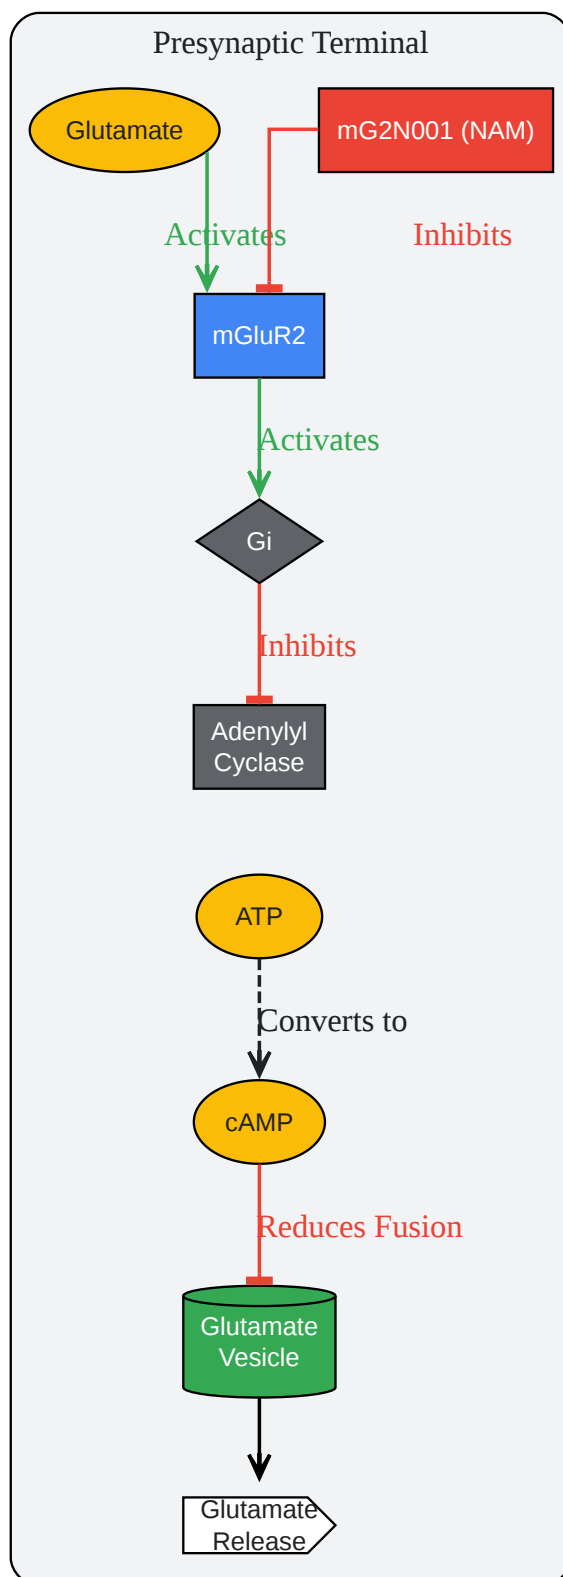 Presynaptic Terminal
Glutamate
mG2N001 (NAM)
Activates
Inhibits
mGluR2
Activates
Gi
Inhibits
Adenylyl
Cyclase
ATP
Converts to
cAMP
Reduces Fusion
Glutamate
Vesicle
Glutamate
Release